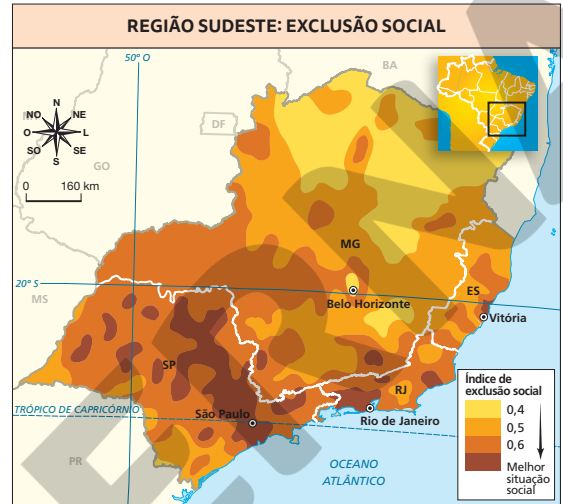 REGIÃO SUDESTE: EXCLUSÃO SOCIAL
50° O
BA
DF
GO
N
NO
NE
O
L
SO
SE
S
0 160 km
MG
20° S
MS
Belo Horizonte
ES
Vitória
SP
RJ
TRÓPICO DE CAPRICÓRNIO
São Paulo
Rio de Janeiro
PR
OCEANO
ATLÂNTICO
Índice de
exclusão social
0,4
0,5
0,6
Melhor
situação
social